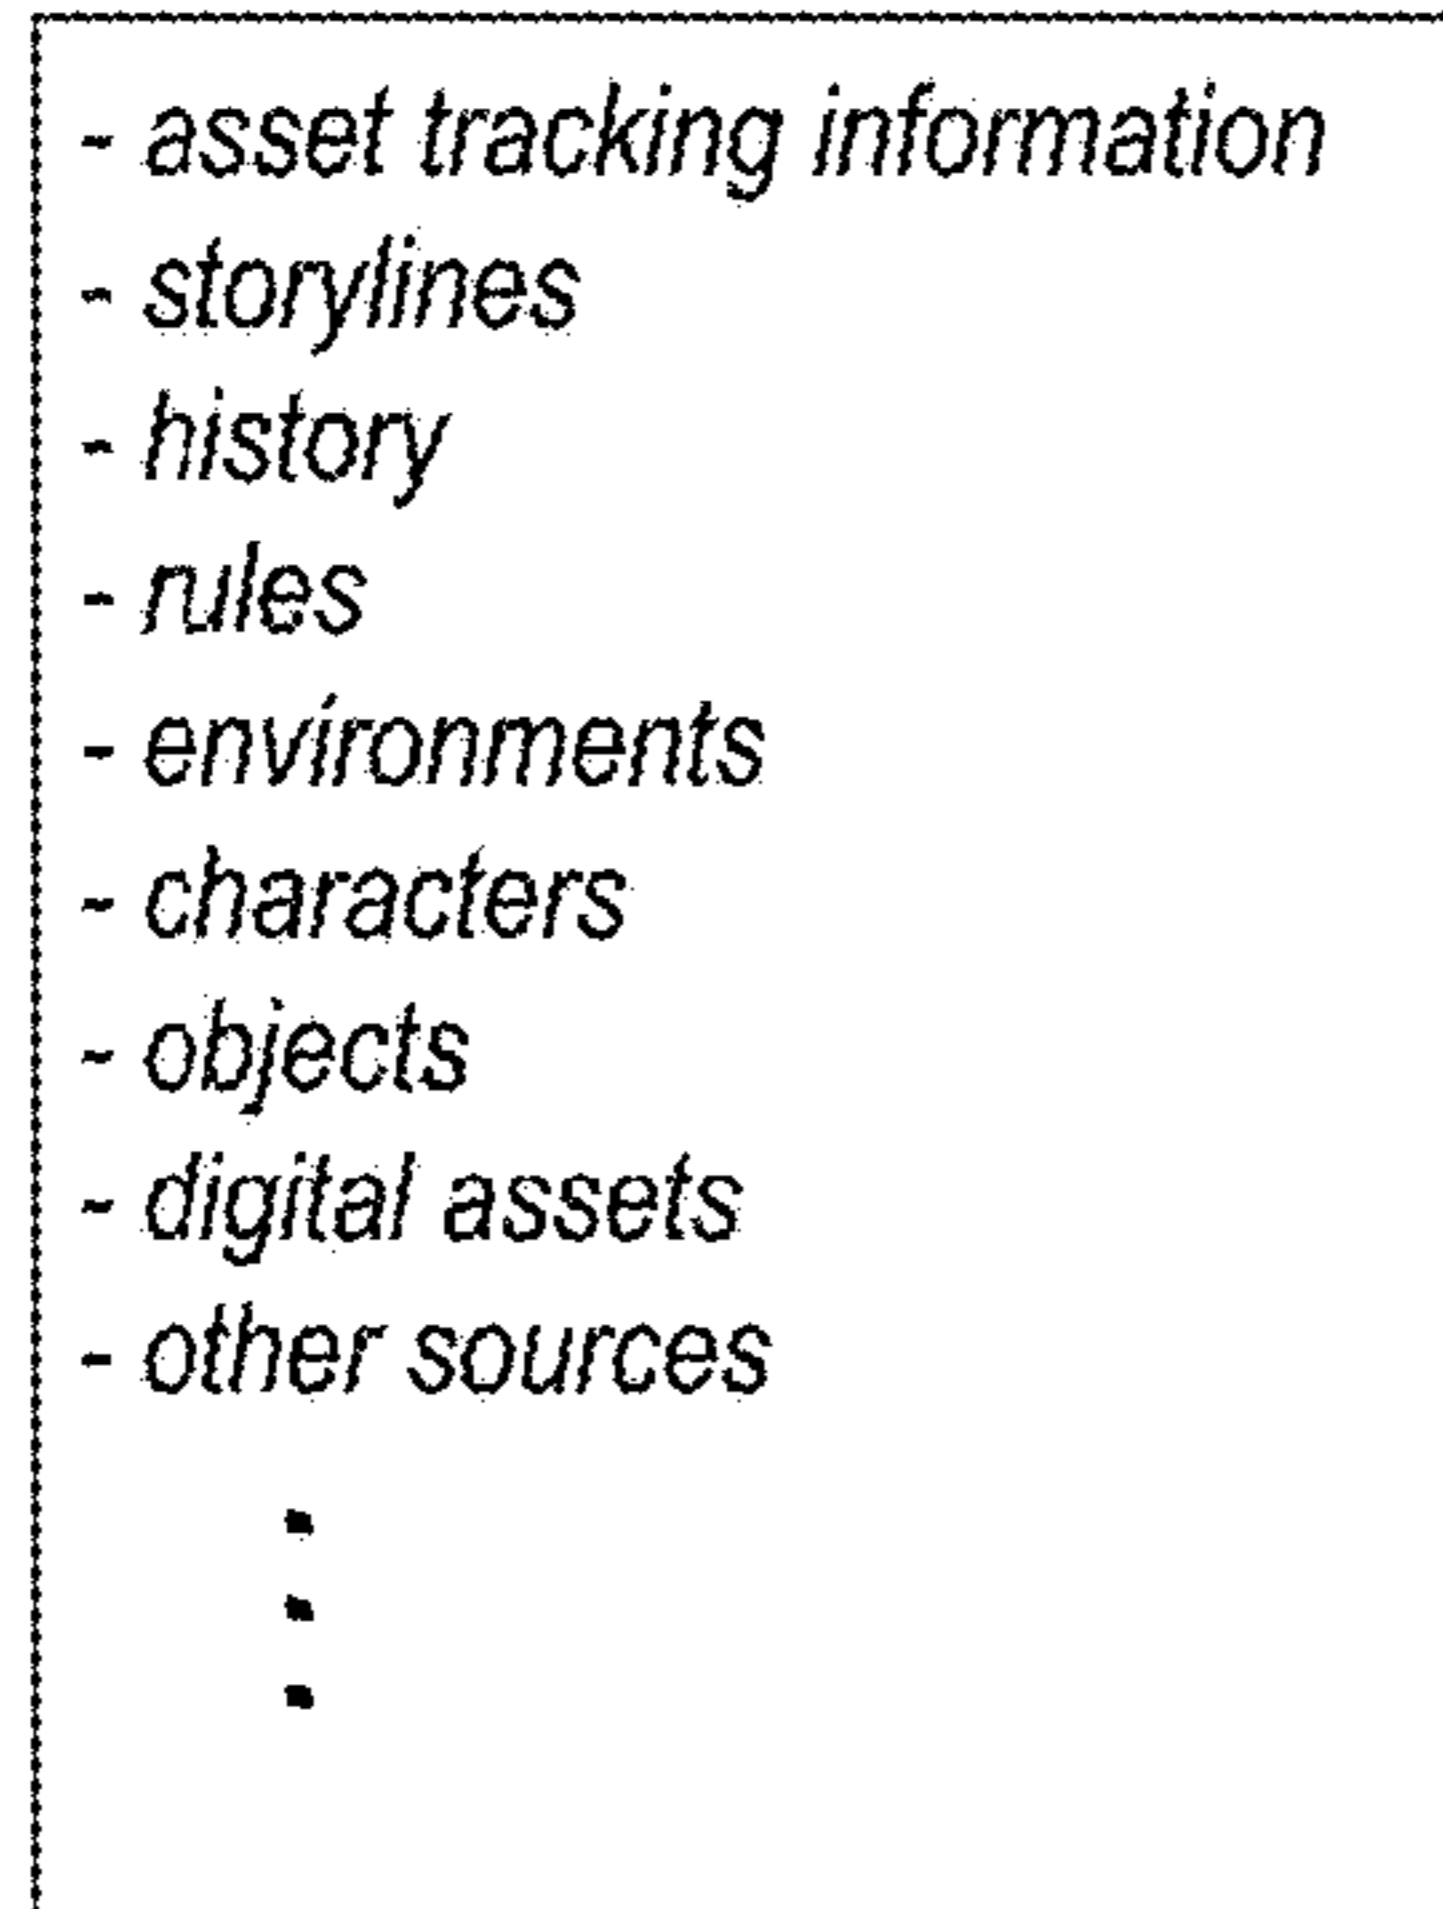 - asset tracking information
- storylines
- history
- rules
- environments
- characters
- objects
- digital assets
- other sources